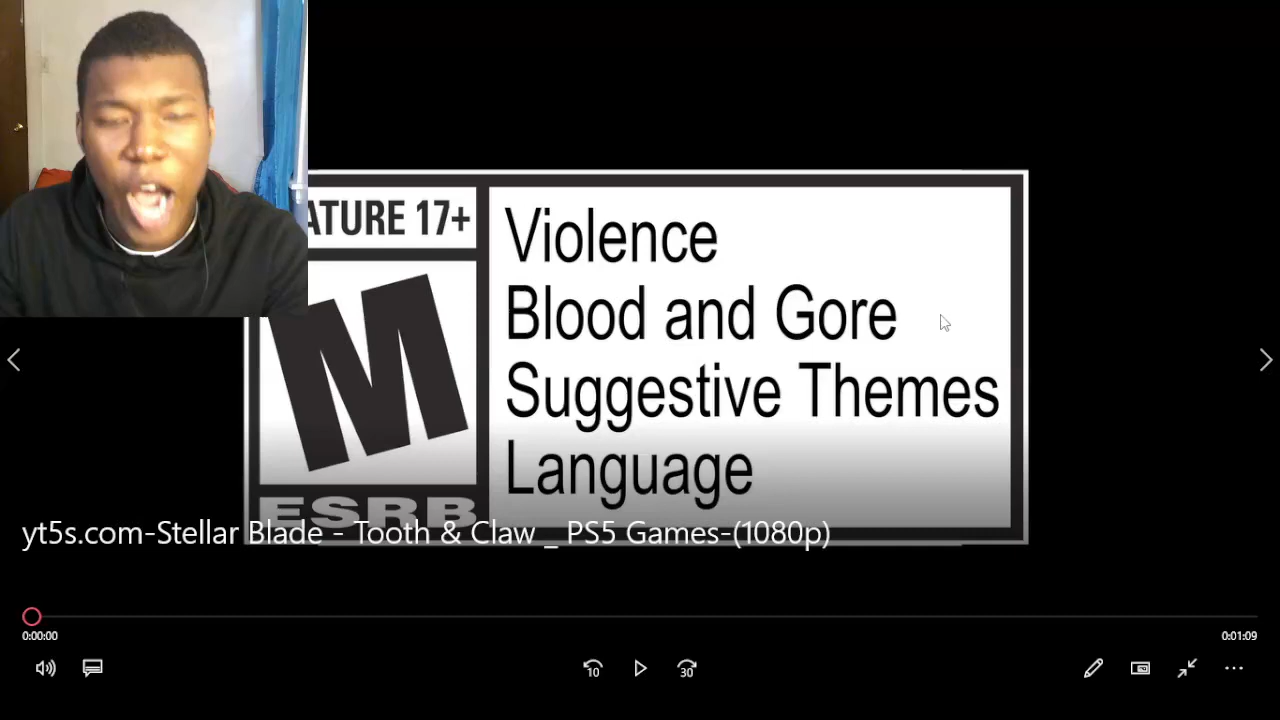 ATURE 17+
M
ESRB
Violence
Blood and Gore
Suggestive Themes
Language
yt5s.com-Stellar Blade - Tooth & Claw _ PS5 Games-(1080p)
0:00:00
0:01:09
10
30